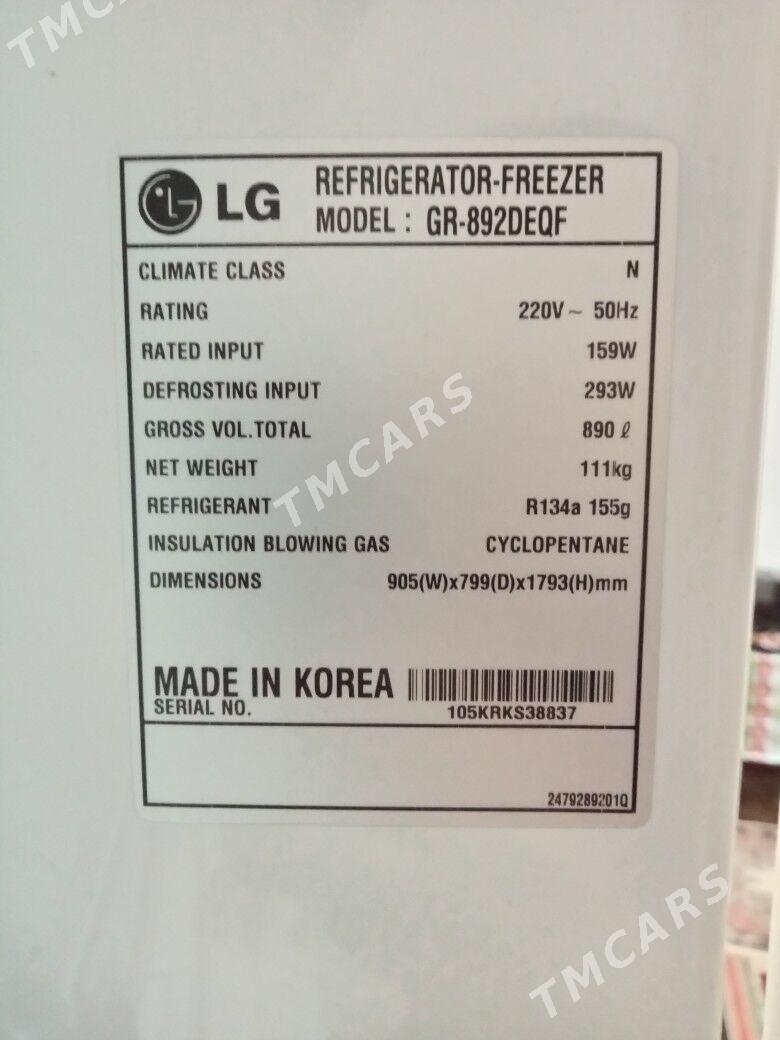 TMCARS
LG
REFRIGERATOR-FREEZER
MODEL : GR-892DEQF
CLIMATE CLASS N
RATING 220V ~ 50Hz
RATED INPUT 159W
DEFROSTING INPUT 293W
GROSS VOL.TOTAL 890 ℓ
NET WEIGHT 111kg
REFRIGERANT R134a 155g
TMCARS
INSULATION BLOWING GAS CYCLOPENTANE
DIMENSIONS 905(W)x799(D)x1793(H)mm
MADE IN KOREA
SERIAL NO. 105KRKS38837
2479289201Q
TMCARS